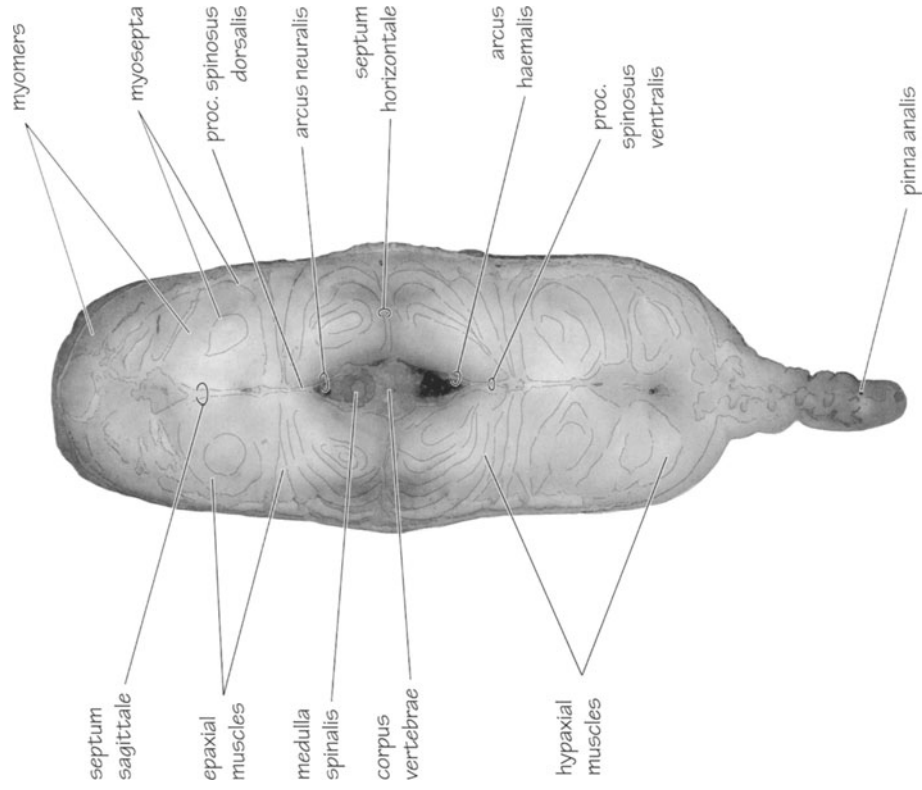 myomers
myosepta
proc. spinosus
dorsalis
arcus neuralis
septum
horizontale
arcus
haemalis
proc.
spinosus
ventralis
pinna analis
septum
sagittale
epaxial
muscles
medulla
spinalis
corpus
vertebrae
hypaxial
muscles